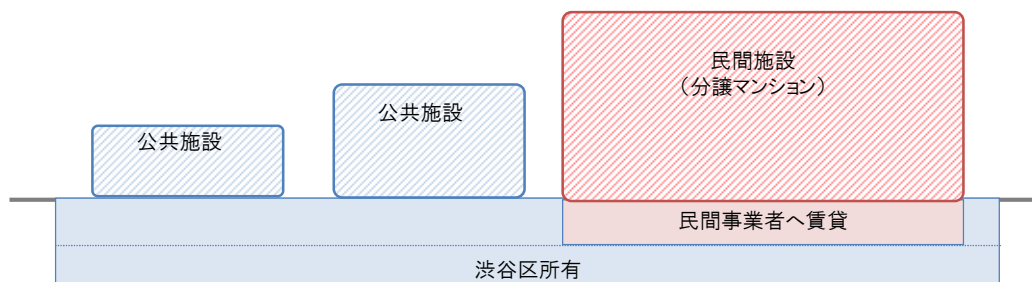 民間施設
（分譲マンション）
公共施設
公共施設
民間事業者へ賃貸
渋谷区所有